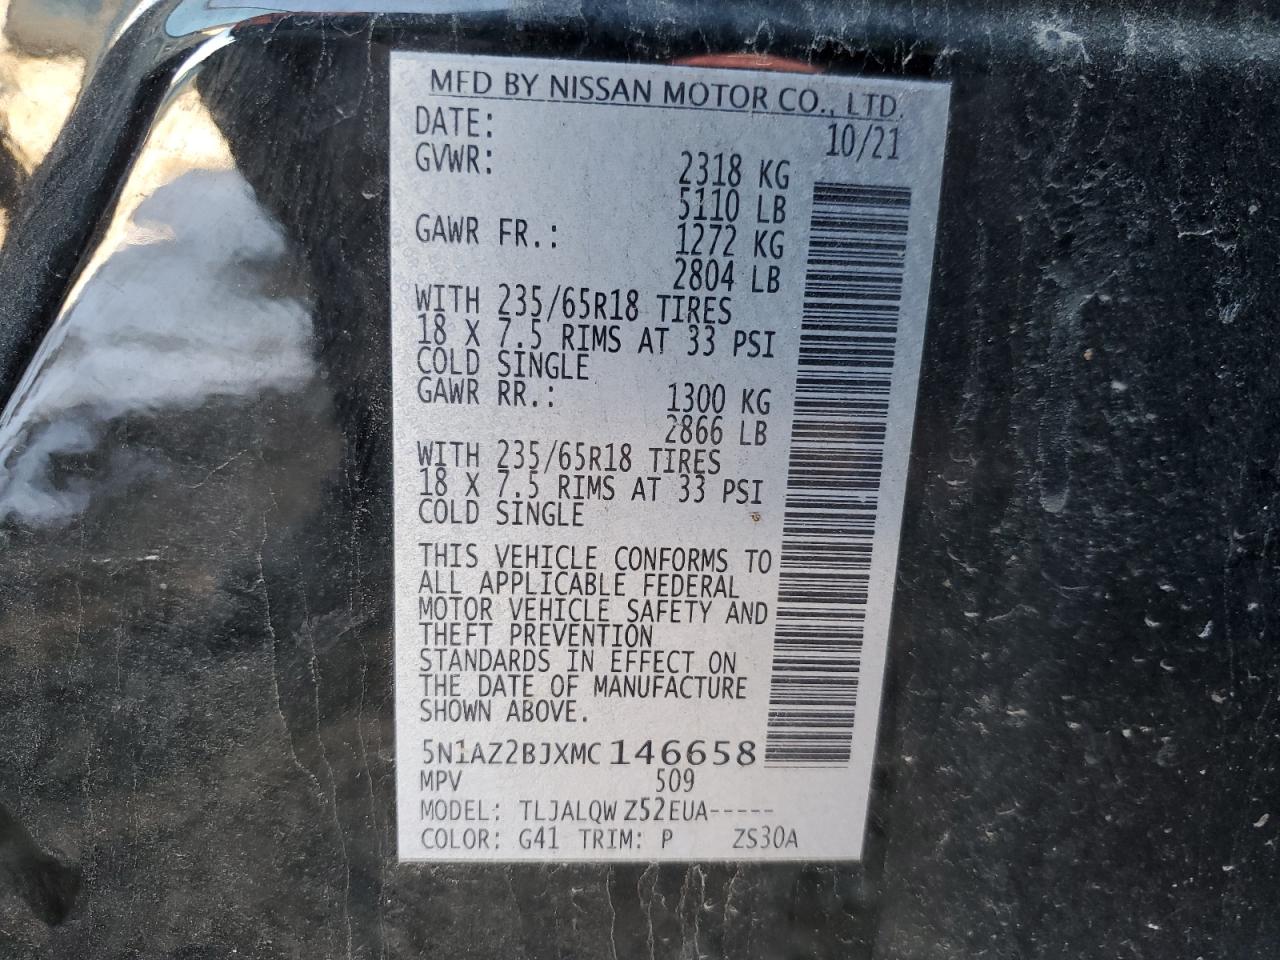 MFD BY NISSAN MOTOR CO., LTD.
DATE: 10/21
GVWR: 2318 KG
5110 LB
GAWR FR.: 1272 KG
2804 LB
WITH 235/65R18 TIRES
18 X 7.5 RIMS AT 33 PSI
COLD SINGLE
GAWR RR.: 1300 KG
2866 LB
WITH 235/65R18 TIRES
18 X 7.5 RIMS AT 33 PSI
COLD SINGLE
THIS VEHICLE CONFORMS TO
ALL APPLICABLE FEDERAL
MOTOR VEHICLE SAFETY AND
THEFT PREVENTION
STANDARDS IN EFFECT ON
THE DATE OF MANUFACTURE
SHOWN ABOVE.
5N1AZ2BJXMC146658
MPV 509
MODEL: TLJALQWZ52EUA-----
COLOR: G41 TRIM: P ZS30A